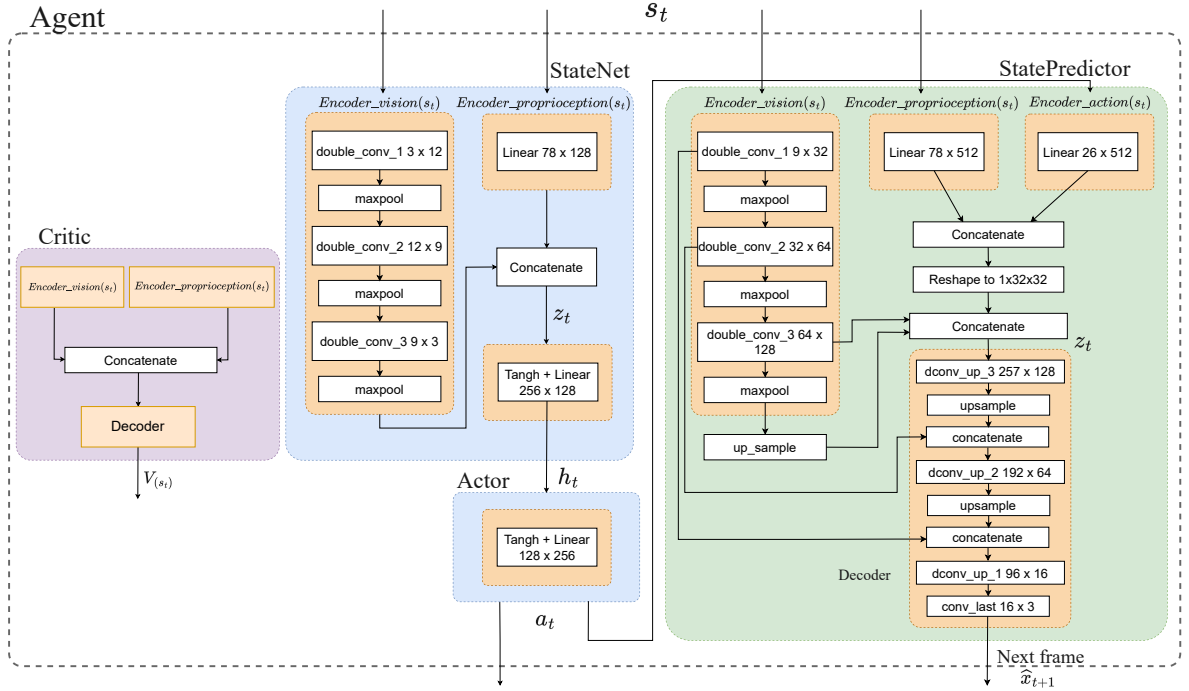 Agent
s_t
StateNet
Encoder_vision(s_t)
Encoder_proprioception(s_t)
double_conv_1 3 x 12
maxpool
double_conv_2 12 x 9
maxpool
double_conv_3 9 x 3
maxpool
Linear 78 x 128
Concatenate
z_t
Tangh + Linear
256 x 128
h_t
Critic
Encoder_vision(s_t)
Encoder_proprioception(s_t)
Concatenate
Decoder
V_(s_t)
Actor
Tangh + Linear
128 x 256
a_t
StatePredictor
Encoder_vision(s_t)
Encoder_proprioception(s_t)
Encoder_action(s_t)
double_conv_1 9 x 32
maxpool
double_conv_2 32 x 64
maxpool
double_conv_3 64 x
128
maxpool
up_sample
Linear 78 x 512
Linear 26 x 512
Concatenate
Reshape to 1x32x32
Concatenate
z_t
dconv_up_3 257 x 128
upsample
concatenate
dconv_up_2 192 x 64
upsample
concatenate
Decoder
dconv_up_1 96 x 16
conv_last 16 x 3
Next frame
x̂_{t+1}